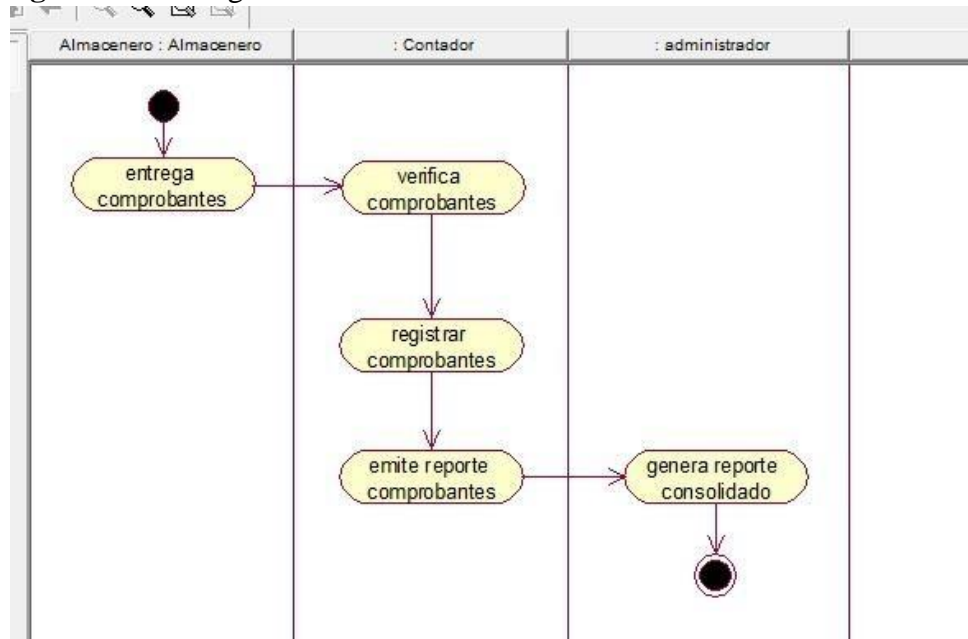 Almacenero : Almacenero
: Contador
: administrador
entrega
comprobantes
verifica
comprobantes
registrar
comprobantes
emite reporte
comprobantes
genera reporte
consolidado